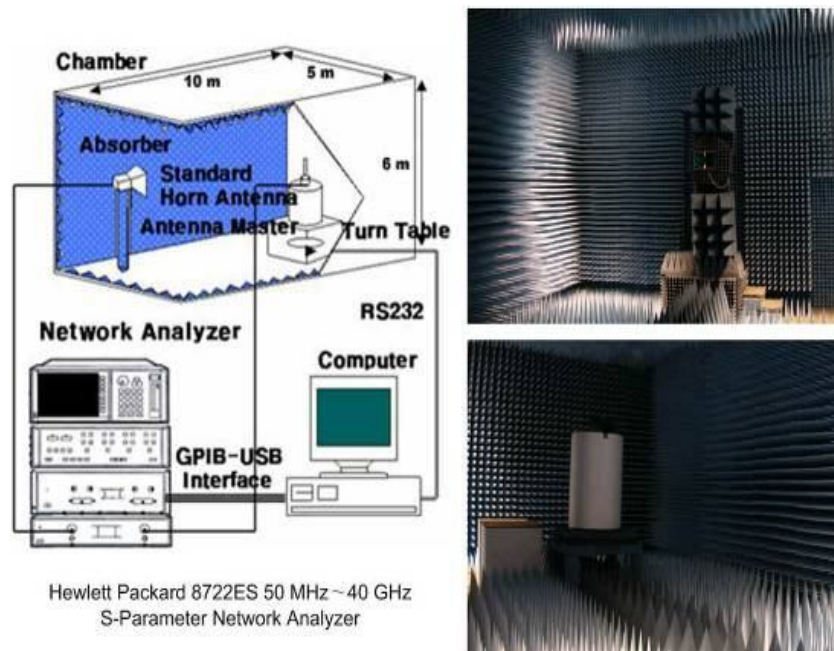 Chamber
10 m
5 m
6 m
Absorber
Standard
Horn Antenna
Antenna Master
Turn Table
RS232
Network Analyzer
Computer
GPIB-USB
Interface
Hewlett Packard 8722ES 50 MHz ~ 40 GHz
S-Parameter Network Analyzer